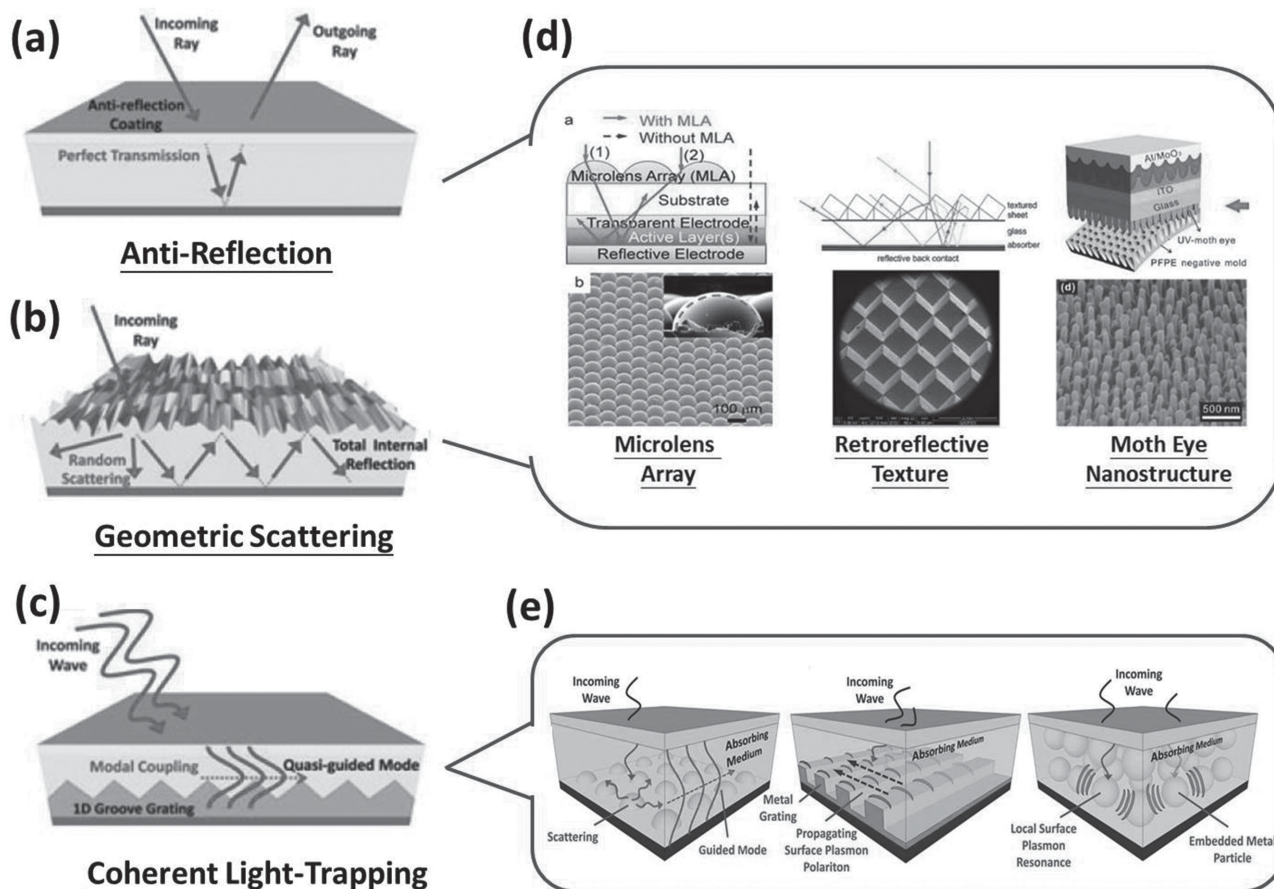 (a)
Incoming
Ray
Outgoing
Ray
Anti-reflection
Coating
Perfect Transmission
Anti-Reflection
(b)
Incoming
Ray
Random
Scattering
Total Internal
Reflection
Geometric Scattering
(c)
Incoming
Wave
Modal Coupling
Quasi-guided Mode
1D Groove Grating
Coherent Light-Trapping
(d)
a
With MLA
Without MLA
(1)
(2)
Microlens Array (MLA)
Substrate
Transparent Electrode
Active Layer(s)
Reflective Electrode
b
100 μm
Microlens
Array
textured
sheet
glass
absorber
reflective back contact
Retroreflective
Texture
Al/MoO₃
ITO
Glass
UV-moth eye
PFPE negative mold
(d)
500 nm
Moth Eye
Nanostructure
(e)
Incoming
Wave
Absorbing
Medium
Scattering
Guided Mode
Incoming
Wave
Absorbing Medium
Metal
Grating
Propagating
Surface Plasmon
Polariton
Incoming
Wave
Absorbing
Medium
Local Surface
Plasmon
Resonance
Embedded Metal
Particle